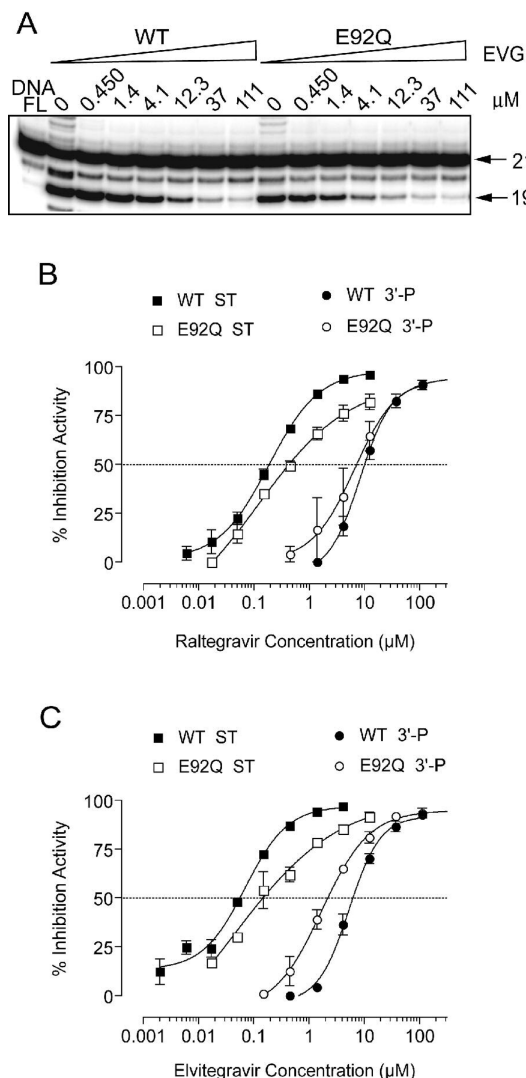 A
WT E92Q EVG
DNA
FL 0 0.450 1.4 4.1 12.3 37 111 0 0.450 1.4 4.1 12.3 37 111 µM
21
19
B
WT ST WT 3'-P
E92Q ST E92Q 3'-P
% Inhibition Activity
100
75
50
25
0
0.001 0.01 0.1 1 10 100
Raltegravir Concentration (µM)
C
WT ST WT 3'-P
E92Q ST E92Q 3'-P
% Inhibition Activity
100
75
50
25
0
0.001 0.01 0.1 1 10 100
Elvitegravir Concentration (µM)